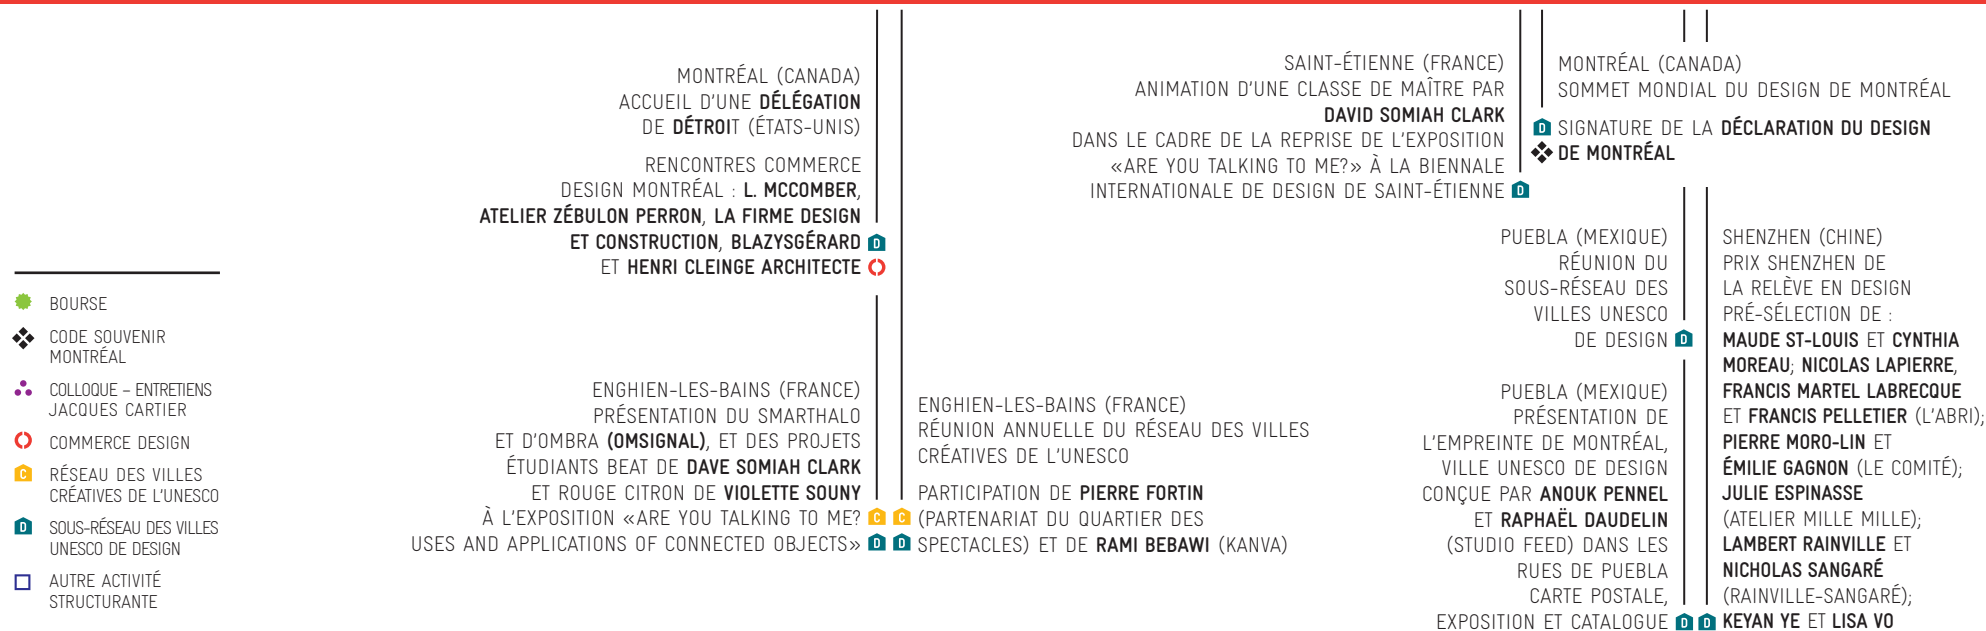 BOURSE
CODE SOUVENIR
MONTRÉAL
COLLOQUE – ENTRETIENS
JACQUES CARTIER
COMMERCE DESIGN
C
RÉSEAU DES VILLES
CRÉATIVES DE L'UNESCO
D
SOUS-RÉSEAU DES VILLES
UNESCO DE DESIGN
AUTRE ACTIVITÉ
STRUCTURANTE
MONTRÉAL (CANADA)
ACCUEIL D'UNE DÉLÉGATION
DE DÉTROIT (ÉTATS-UNIS)
RENCONTRES COMMERCE
DESIGN MONTRÉAL : L. MCCOMBER,
ATELIER ZÉBULON PERRON, LA FIRME DESIGN
ET CONSTRUCTION, BLAZYSGÉRARD D
ET HENRI CLEINGE ARCHITECTE
ENGHIEN-LES-BAINS (FRANCE)
PRÉSENTATION DU SMARTHALO
ET D'OMBRA (OMSIGNAL), ET DES PROJETS
ÉTUDIANTS BEAT DE DAVE SOMIAH CLARK
ET ROUGE CITRON DE VIOLETTE SOUNY
À L'EXPOSITION «ARE YOU TALKING TO ME? C
USES AND APPLICATIONS OF CONNECTED OBJECTS» D
ENGHIEN-LES-BAINS (FRANCE)
RÉUNION ANNUELLE DU RÉSEAU DES VILLES
CRÉATIVES DE L'UNESCO
PARTICIPATION DE PIERRE FORTIN
C (PARTENARIAT DU QUARTIER DES
D SPECTACLES) ET DE RAMI BEBAWI (KANVA)
SAINT-ÉTIENNE (FRANCE)
ANIMATION D'UNE CLASSE DE MAÎTRE PAR
DAVID SOMIAH CLARK
DANS LE CADRE DE LA REPRISE DE L'EXPOSITION
«ARE YOU TALKING TO ME?» À LA BIENNALE
INTERNATIONALE DE DESIGN DE SAINT-ÉTIENNE D
MONTRÉAL (CANADA)
SOMMET MONDIAL DU DESIGN DE MONTRÉAL
D SIGNATURE DE LA DÉCLARATION DU DESIGN
DE MONTRÉAL
PUEBLA (MEXIQUE)
RÉUNION DU
SOUS-RÉSEAU DES
VILLES UNESCO
DE DESIGN D
PUEBLA (MEXIQUE)
PRÉSENTATION DE
L'EMPREINTE DE MONTRÉAL,
VILLE UNESCO DE DESIGN
CONÇUE PAR ANOUK PENNEL
ET RAPHAËL DAUDELIN
(STUDIO FEED) DANS LES
RUES DE PUEBLA
CARTE POSTALE,
EXPOSITION ET CATALOGUE D
SHENZHEN (CHINE)
PRIX SHENZHEN DE
LA RELÈVE EN DESIGN
PRÉ-SÉLECTION DE :
MAUDE ST-LOUIS ET CYNTHIA
MOREAU; NICOLAS LAPIERRE,
FRANCIS MARTEL LABRECQUE
ET FRANCIS PELLETIER (L'ABRI);
PIERRE MORO-LIN ET
ÉMILIE GAGNON (LE COMITÉ);
JULIE ESPINASSE
(ATELIER MILLE MILLE);
LAMBERT RAINVILLE ET
NICHOLAS SANGARÉ
(RAINVILLE-SANGARÉ);
D KEYAN YE ET LISA VO